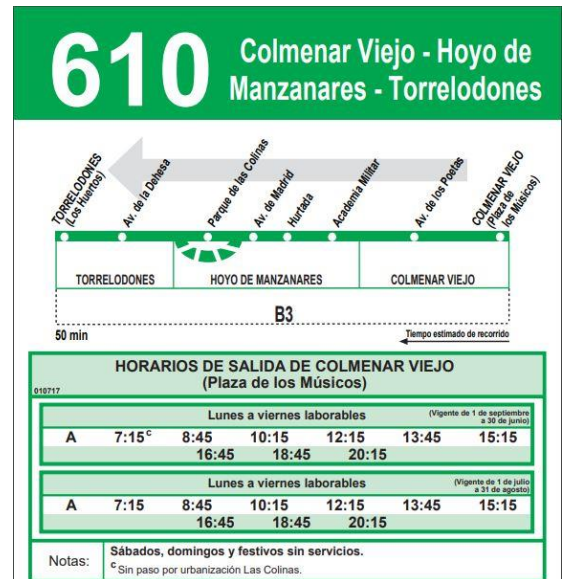 610
Colmenar Viejo - Hoyo de
Manzanares - Torrelodones
TORRELODONES
(Los Huertos)
Av. de la Dehesa
Parque de las Colinas
Av. de Madrid
Hurtada
Academia Militar
Av. de los Poetas
COLMENAR VIEJO
(Plaza de
los Músicos)
TORRELODONES HOYO DE MANZANARES COLMENAR VIEJO
B3
50 min Tiempo estimado de recorrido
HORARIOS DE SALIDA DE COLMENAR VIEJO
(Plaza de los Músicos)
010717
Lunes a viernes laborables (Vigente de 1 de septiembre
a 30 de junio)
A 7:15 c 8:45 10:15 12:15 13:45 15:15
16:45 18:45 20:15
Lunes a viernes laborables (Vigente de 1 de julio
a 31 de agosto)
A 7:15 8:45 10:15 12:15 13:45 15:15
16:45 18:45 20:15
Notas: Sábados, domingos y festivos sin servicios.
c Sin paso por urbanización Las Colinas.